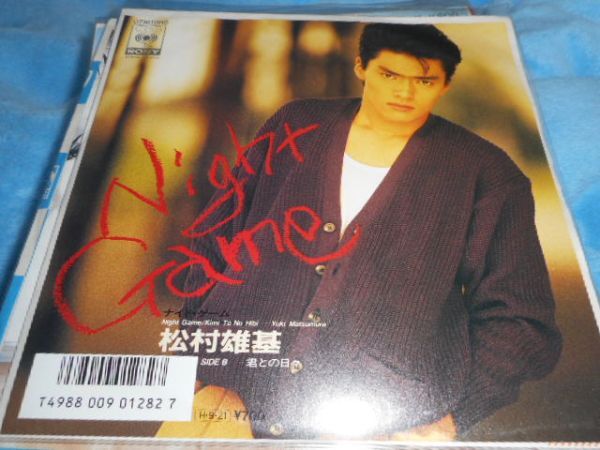 SONY
Night
Game
ナイト・ゲーム
Night Game/Kimi To No Hibi Yuki Matsumura
松村雄基
SIDE B 君との日々
T4988 009 01282 7
¥700